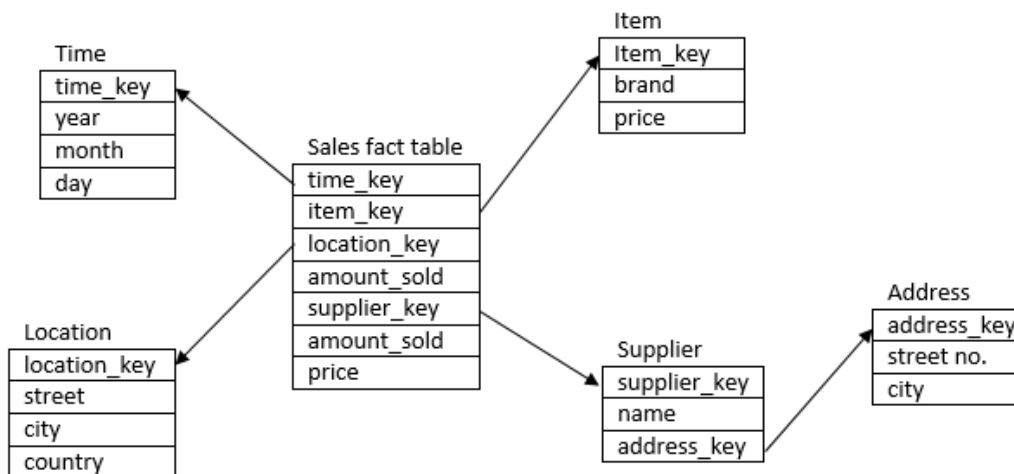 Time
time_key
year
month
day
Item
Item_key
brand
price
Sales fact table
time_key
item_key
location_key
amount_sold
supplier_key
amount_sold
price
Location
location_key
street
city
country
Supplier
supplier_key
name
address_key
Address
address_key
street no.
city